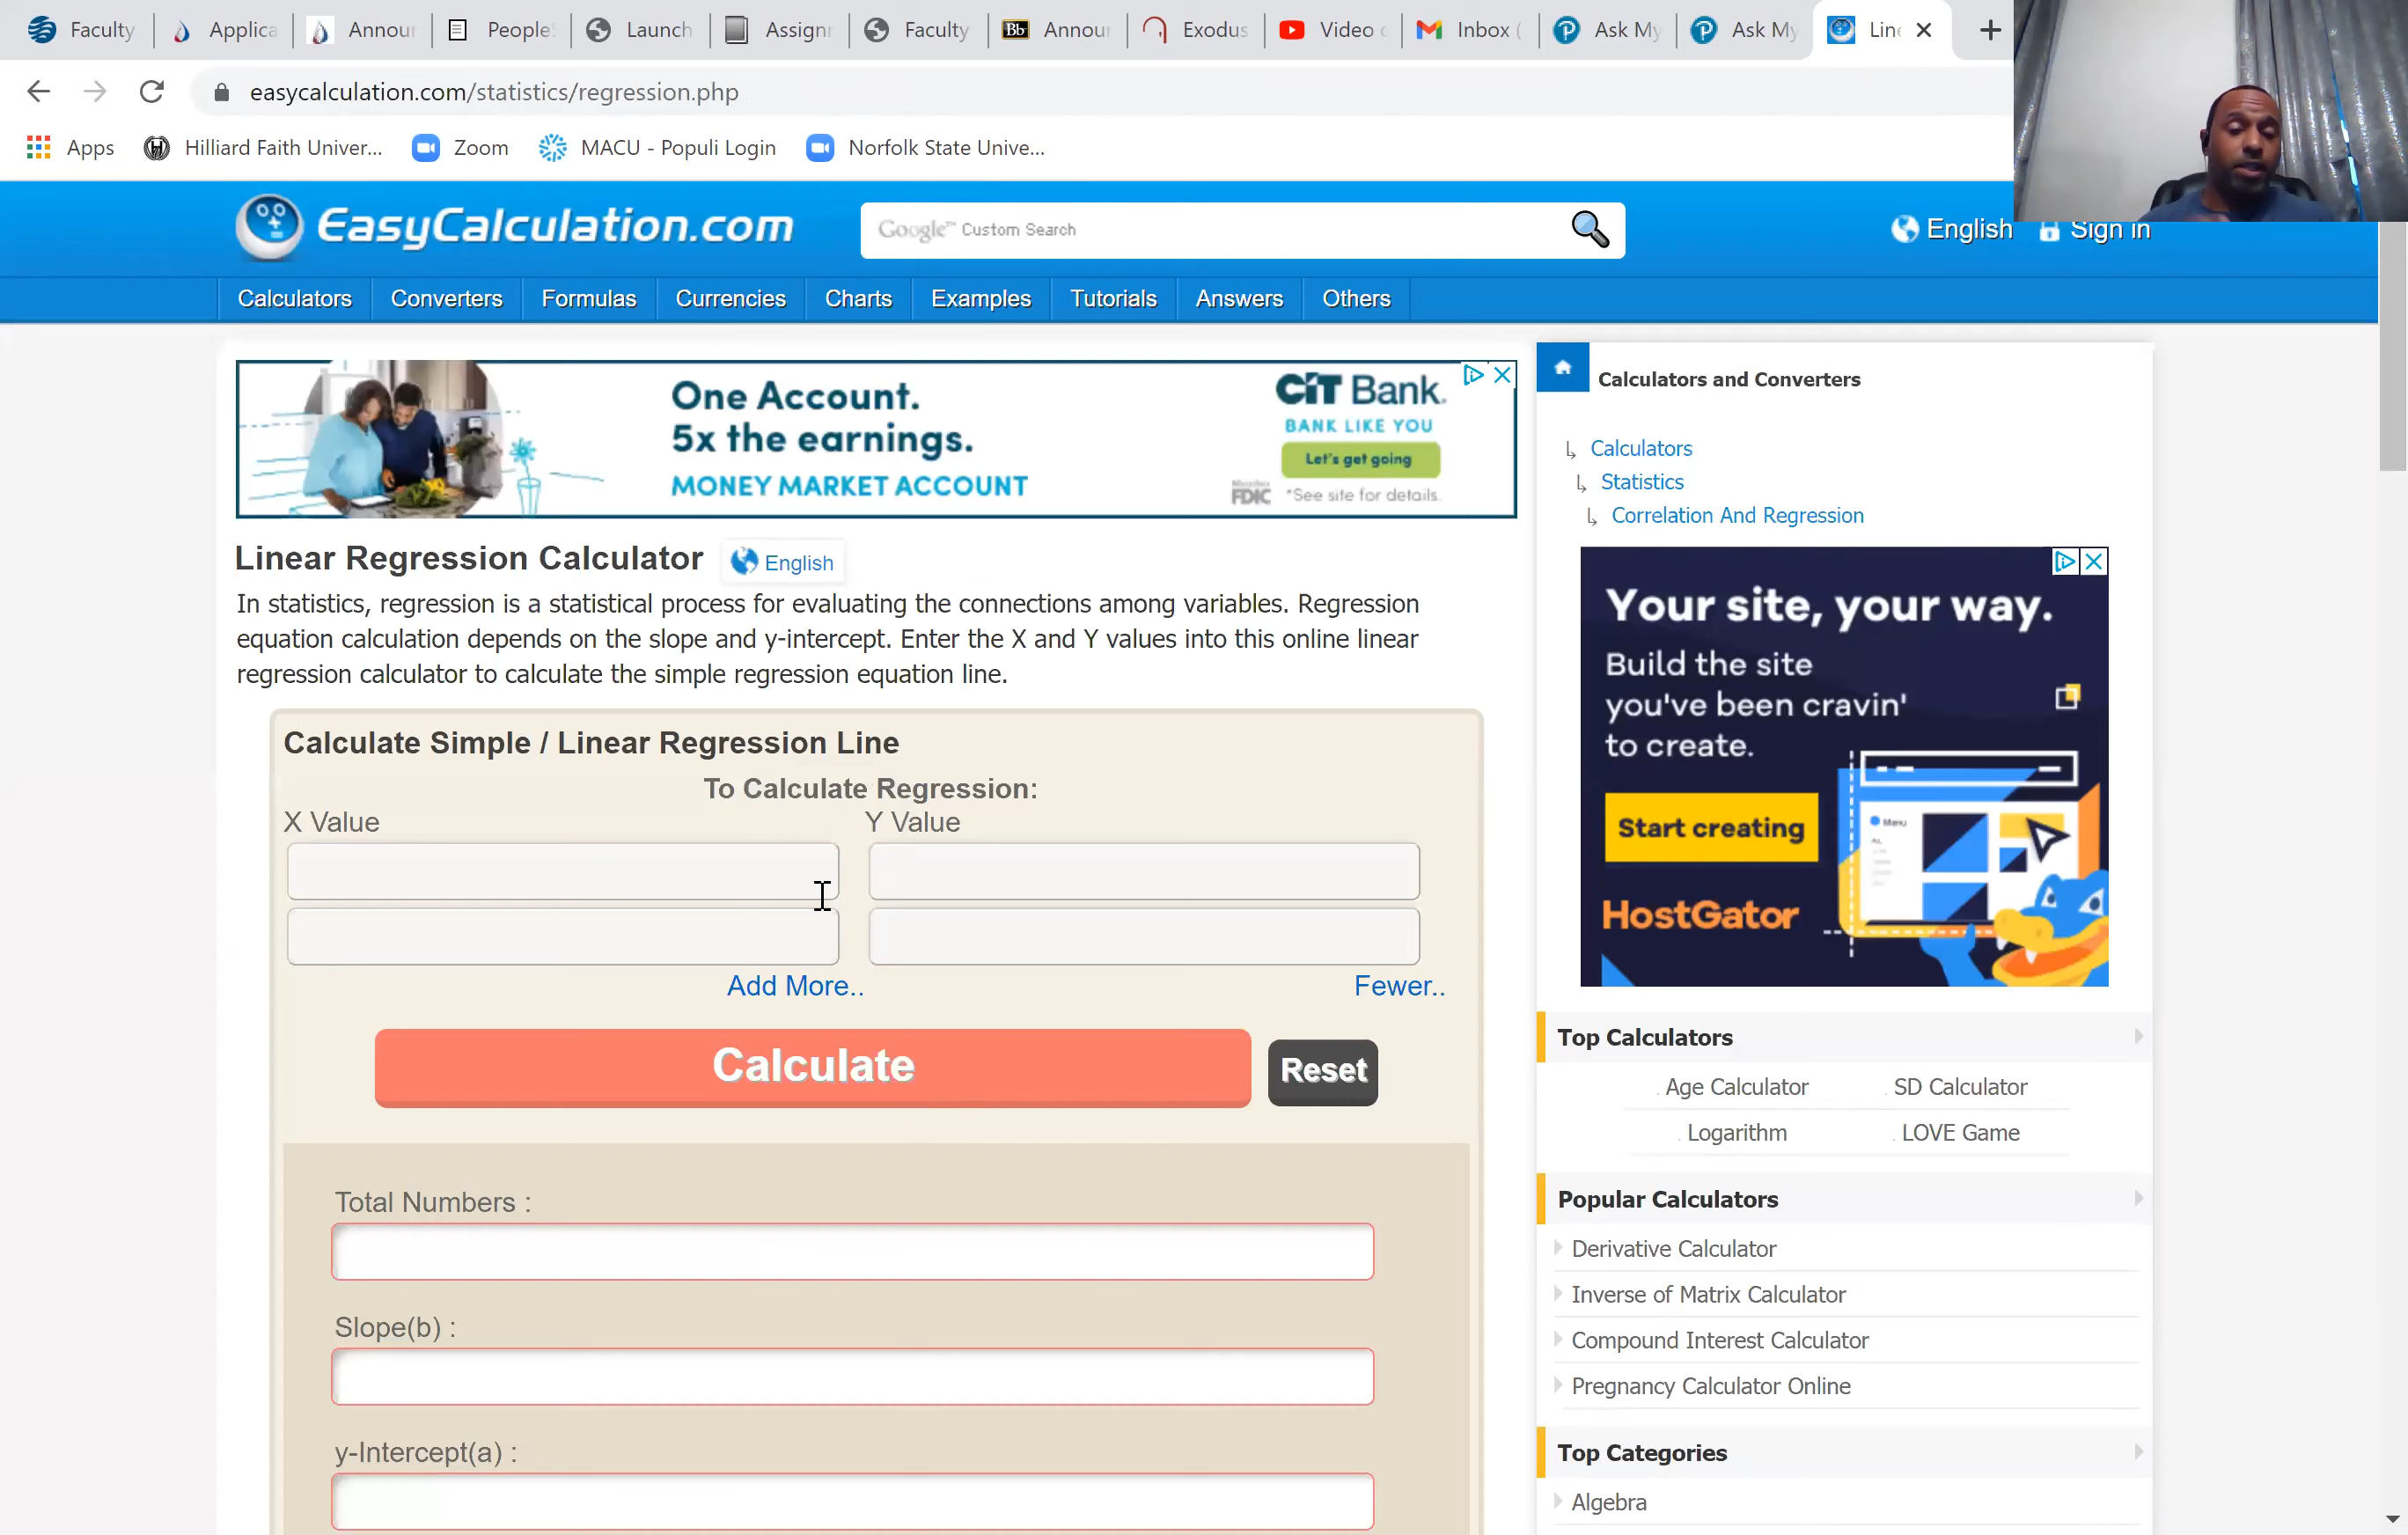 Faculty
Applica
Announ
People
Launch
Assign
Faculty
Bb
Annou
Exodus
Video
Inbox (
Ask My
Ask My
Line
easycalculation.com/statistics/regression.php
Apps
Hilliard Faith Univer...
Zoom
MACU - Populi Login
Norfolk State Unive...
EasyCalculation.com
Google™ Custom Search
English
Sign in
Calculators
Converters
Formulas
Currencies
Charts
Examples
Tutorials
Answers
Others
One Account.
5x the earnings.
MONEY MARKET ACCOUNT
CiT Bank.
BANK LIKE YOU
Let's get going
Member
FDIC
*See site for details.
Calculators and Converters
Calculators
Statistics
Correlation And Regression
Linear Regression Calculator
English
In statistics, regression is a statistical process for evaluating the connections among variables. Regression
equation calculation depends on the slope and y-intercept. Enter the X and Y values into this online linear
regression calculator to calculate the simple regression equation line.
Calculate Simple / Linear Regression Line
To Calculate Regression:
X Value
Y Value
Add More..
Fewer..
Calculate
Reset
Total Numbers :
Slope(b) :
y-Intercept(a) :
Your site, your way.
Build the site
you've been cravin'
to create.
Start creating
HostGator
Menu
Top Calculators
Age Calculator
SD Calculator
Logarithm
LOVE Game
Popular Calculators
Derivative Calculator
Inverse of Matrix Calculator
Compound Interest Calculator
Pregnancy Calculator Online
Top Categories
Algebra